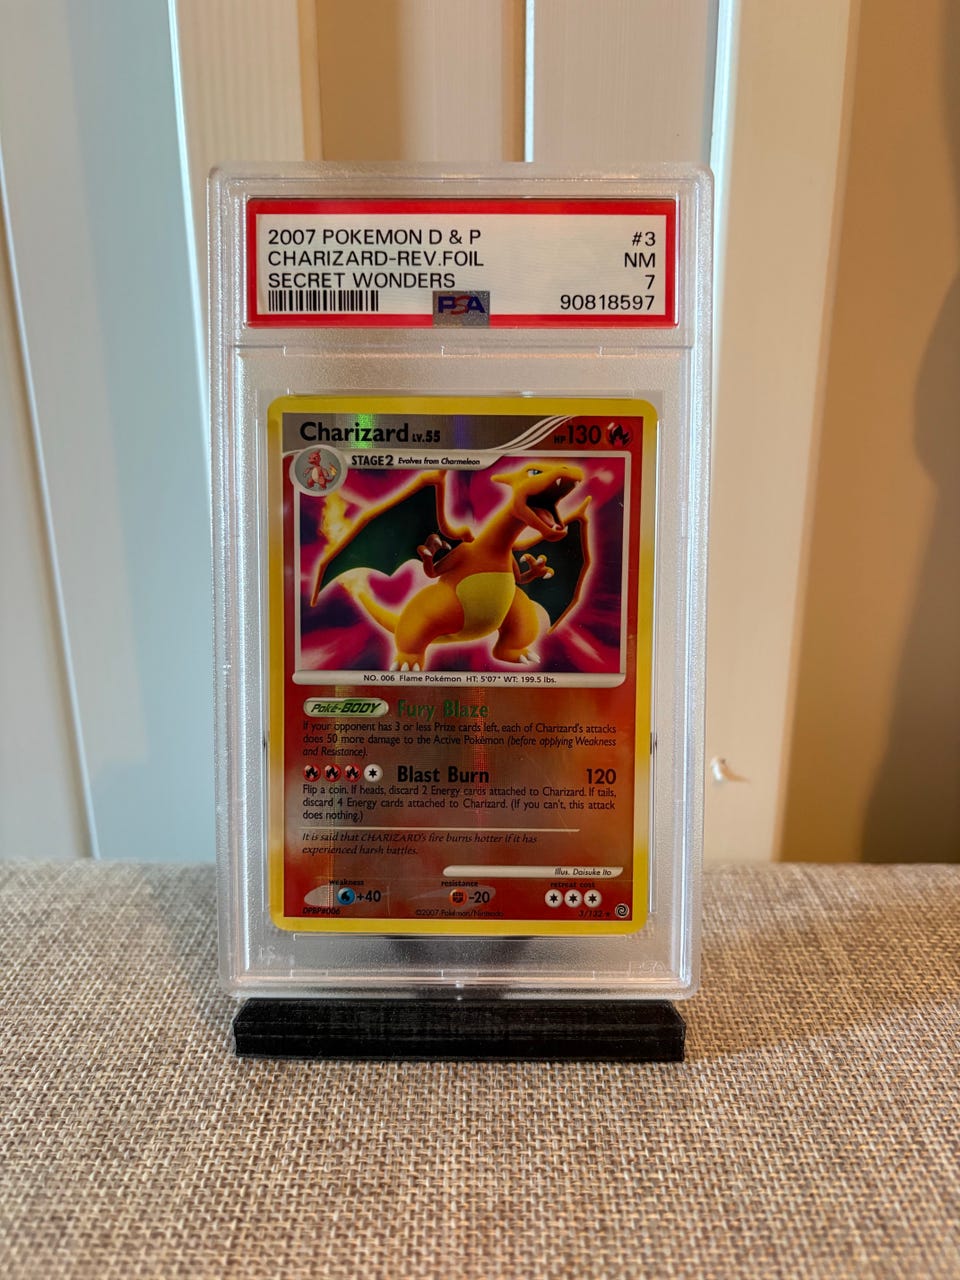 2007 POKEMON D & P #3
CHARIZARD-REV.FOIL NM
SECRET WONDERS 7
PSA 90818597
Charizard LV.55 HP 130
STAGE2 Evolves from Charmeleon
NO. 006 Flame Pokémon HT: 5'07" WT: 199.5 lbs.
Poké-BODY Fury Blaze
If your opponent has 3 or less Prize cards left, each of Charizard's attacks
does 50 more damage to the Active Pokémon (before applying Weakness
and Resistance).
Blast Burn 120
Flip a coin. If heads, discard 2 Energy cards attached to Charizard. If tails,
discard 4 Energy cards attached to Charizard. (If you can't, this attack
does nothing.)
It is said that CHARIZARD's fire burns hotter if it has
experienced harsh battles.
Illus. Daisuke Ito
weakness resistance retreat cost
+40 -20
DPBP#006 ©2007 Pokémon/Nintendo 3/132